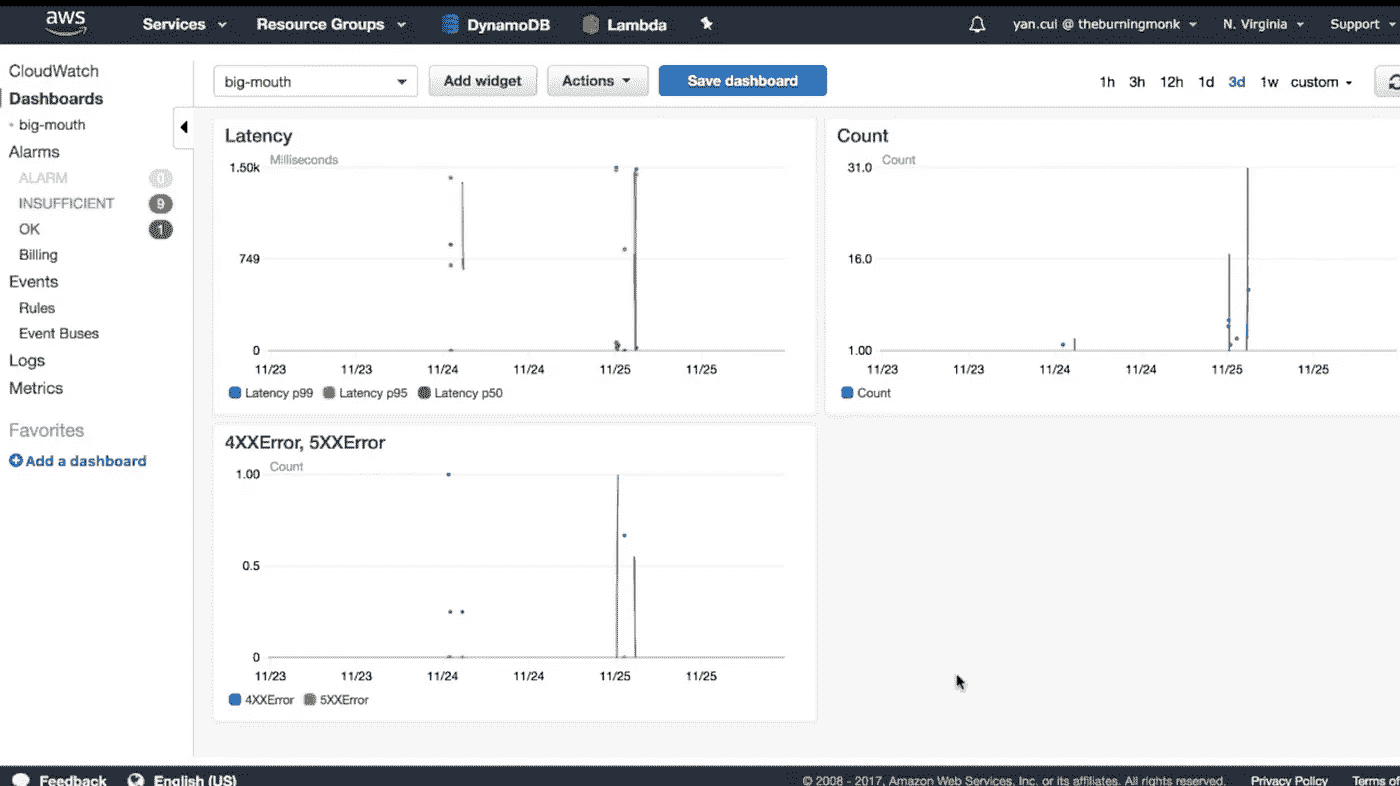 aws Services Resource Groups DynamoDB Lambda yan.cui @ theburningmonk N. Virginia Support
CloudWatch
Dashboards
big-mouth
Alarms
ALARM 0
INSUFFICIENT 9
OK 1
Billing
Events
Rules
Event Buses
Logs
Metrics
Favorites
Add a dashboard
big-mouth Add widget Actions Save dashboard 1h 3h 12h 1d 3d 1w custom
Latency
Milliseconds
1.50k
749
0
11/23 11/23 11/24 11/24 11/25 11/25
Latency p99 Latency p95 Latency p50
Count
Count
31.0
16.0
1.00
11/23 11/23 11/24 11/24 11/25 11/25
Count
4XXError, 5XXError
Count
1.00
0.5
0
11/23 11/23 11/24 11/24 11/25 11/25
4XXError 5XXError
Feedback English (US) © 2008 - 2017, Amazon Web Services, Inc. or its affiliates. All rights reserved. Privacy Policy Terms of